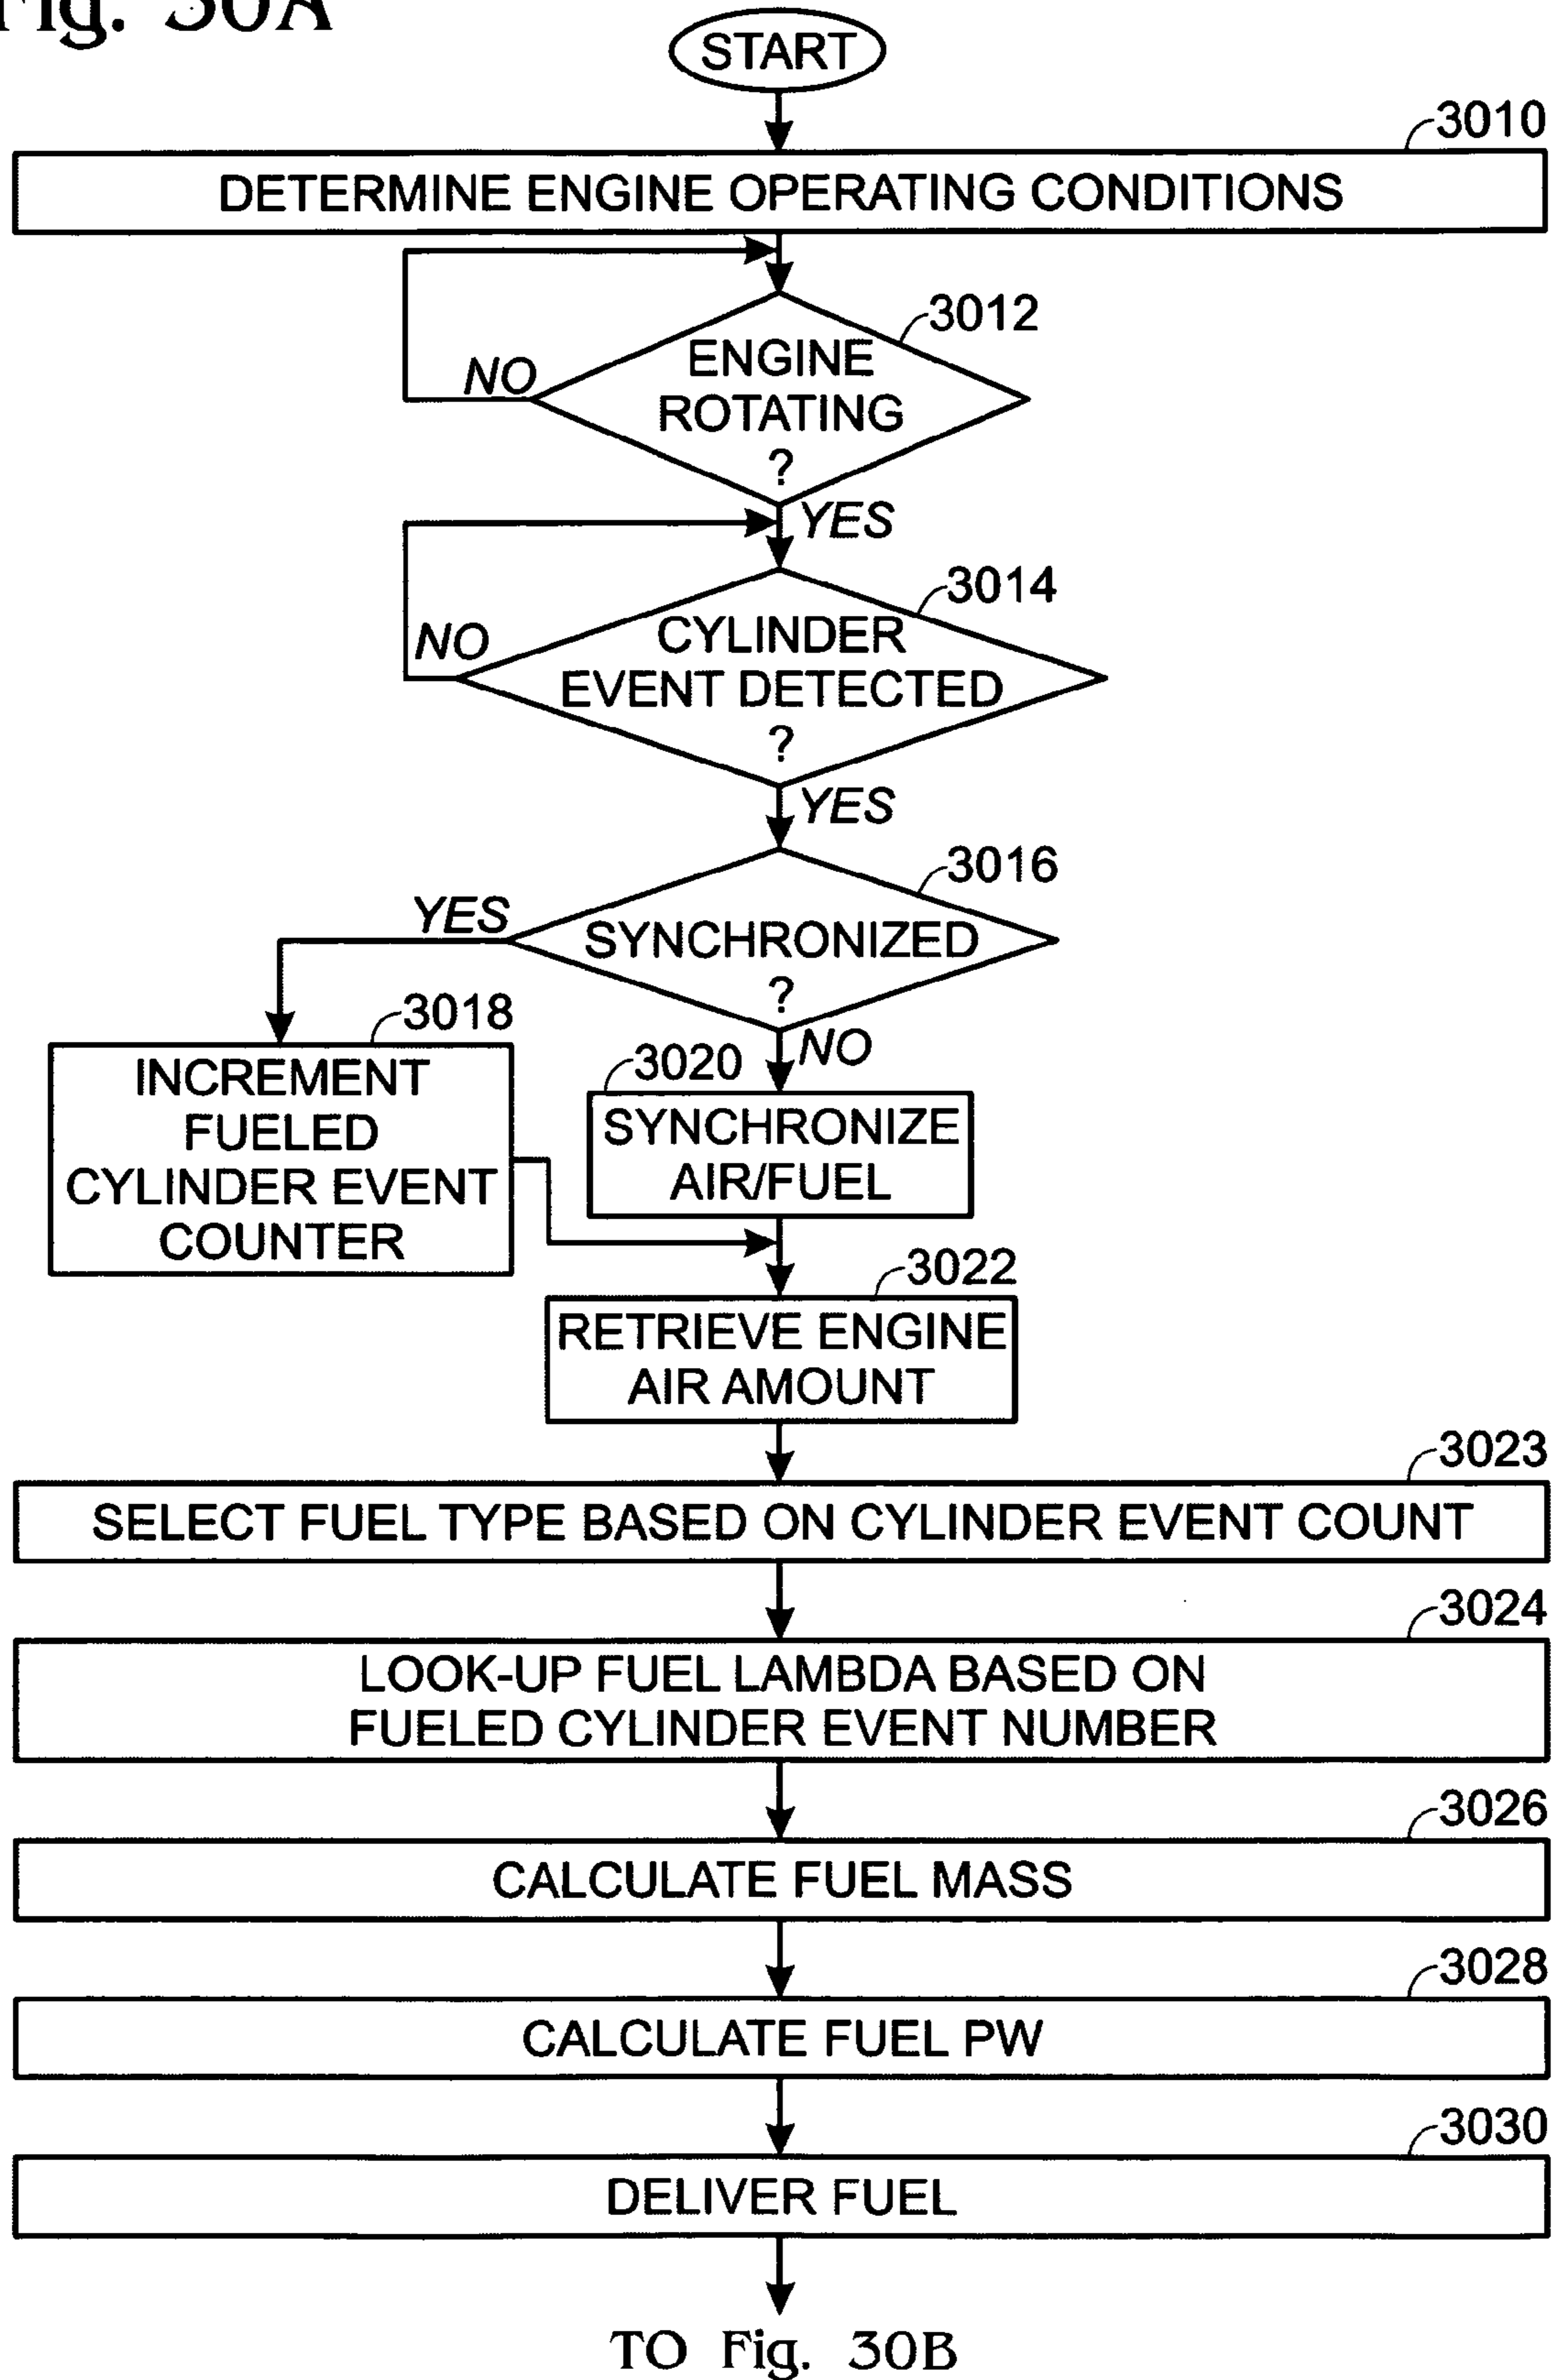 Fig. 30A
START
3010
DETERMINE ENGINE OPERATING CONDITIONS
3012
ENGINE
ROTATING
?
NO
YES
3014
CYLINDER
EVENT DETECTED
?
NO
YES
3016
SYNCHRONIZED
?
YES
NO
3018
INCREMENT
FUELED
CYLINDER EVENT
COUNTER
3020
SYNCHRONIZE
AIR/FUEL
3022
RETRIEVE ENGINE
AIR AMOUNT
3023
SELECT FUEL TYPE BASED ON CYLINDER EVENT COUNT
3024
LOOK-UP FUEL LAMBDA BASED ON
FUELED CYLINDER EVENT NUMBER
3026
CALCULATE FUEL MASS
3028
CALCULATE FUEL PW
3030
DELIVER FUEL
TO Fig. 30B